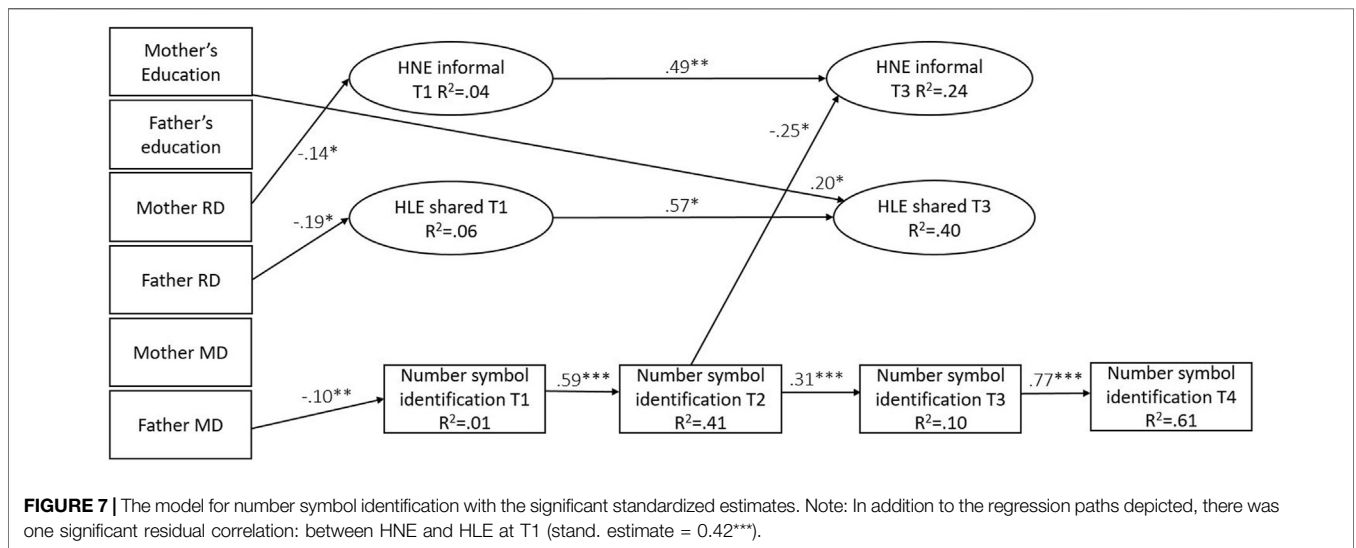 Mother's
Education
Father's
education
Mother RD
Father RD
Mother MD
Father MD
HNE informal
T1 R²=.04
.49**
HNE informal
T3 R²=.24
-.14*
-.25*
.20*
-.19*
HLE shared T1
R²=.06
.57*
HLE shared T3
R²=.40
-.10**
Number symbol
identification T1
R²=.01
.59***
Number symbol
identification T2
R²=.41
.31***
Number symbol
identification T3
R²=.10
.77***
Number symbol
identification T4
R²=.61
FIGURE 7 | The model for number symbol identification with the significant standardized estimates. Note: In addition to the regression paths depicted, there was
one significant residual correlation: between HNE and HLE at T1 (stand. estimate = 0.42***).